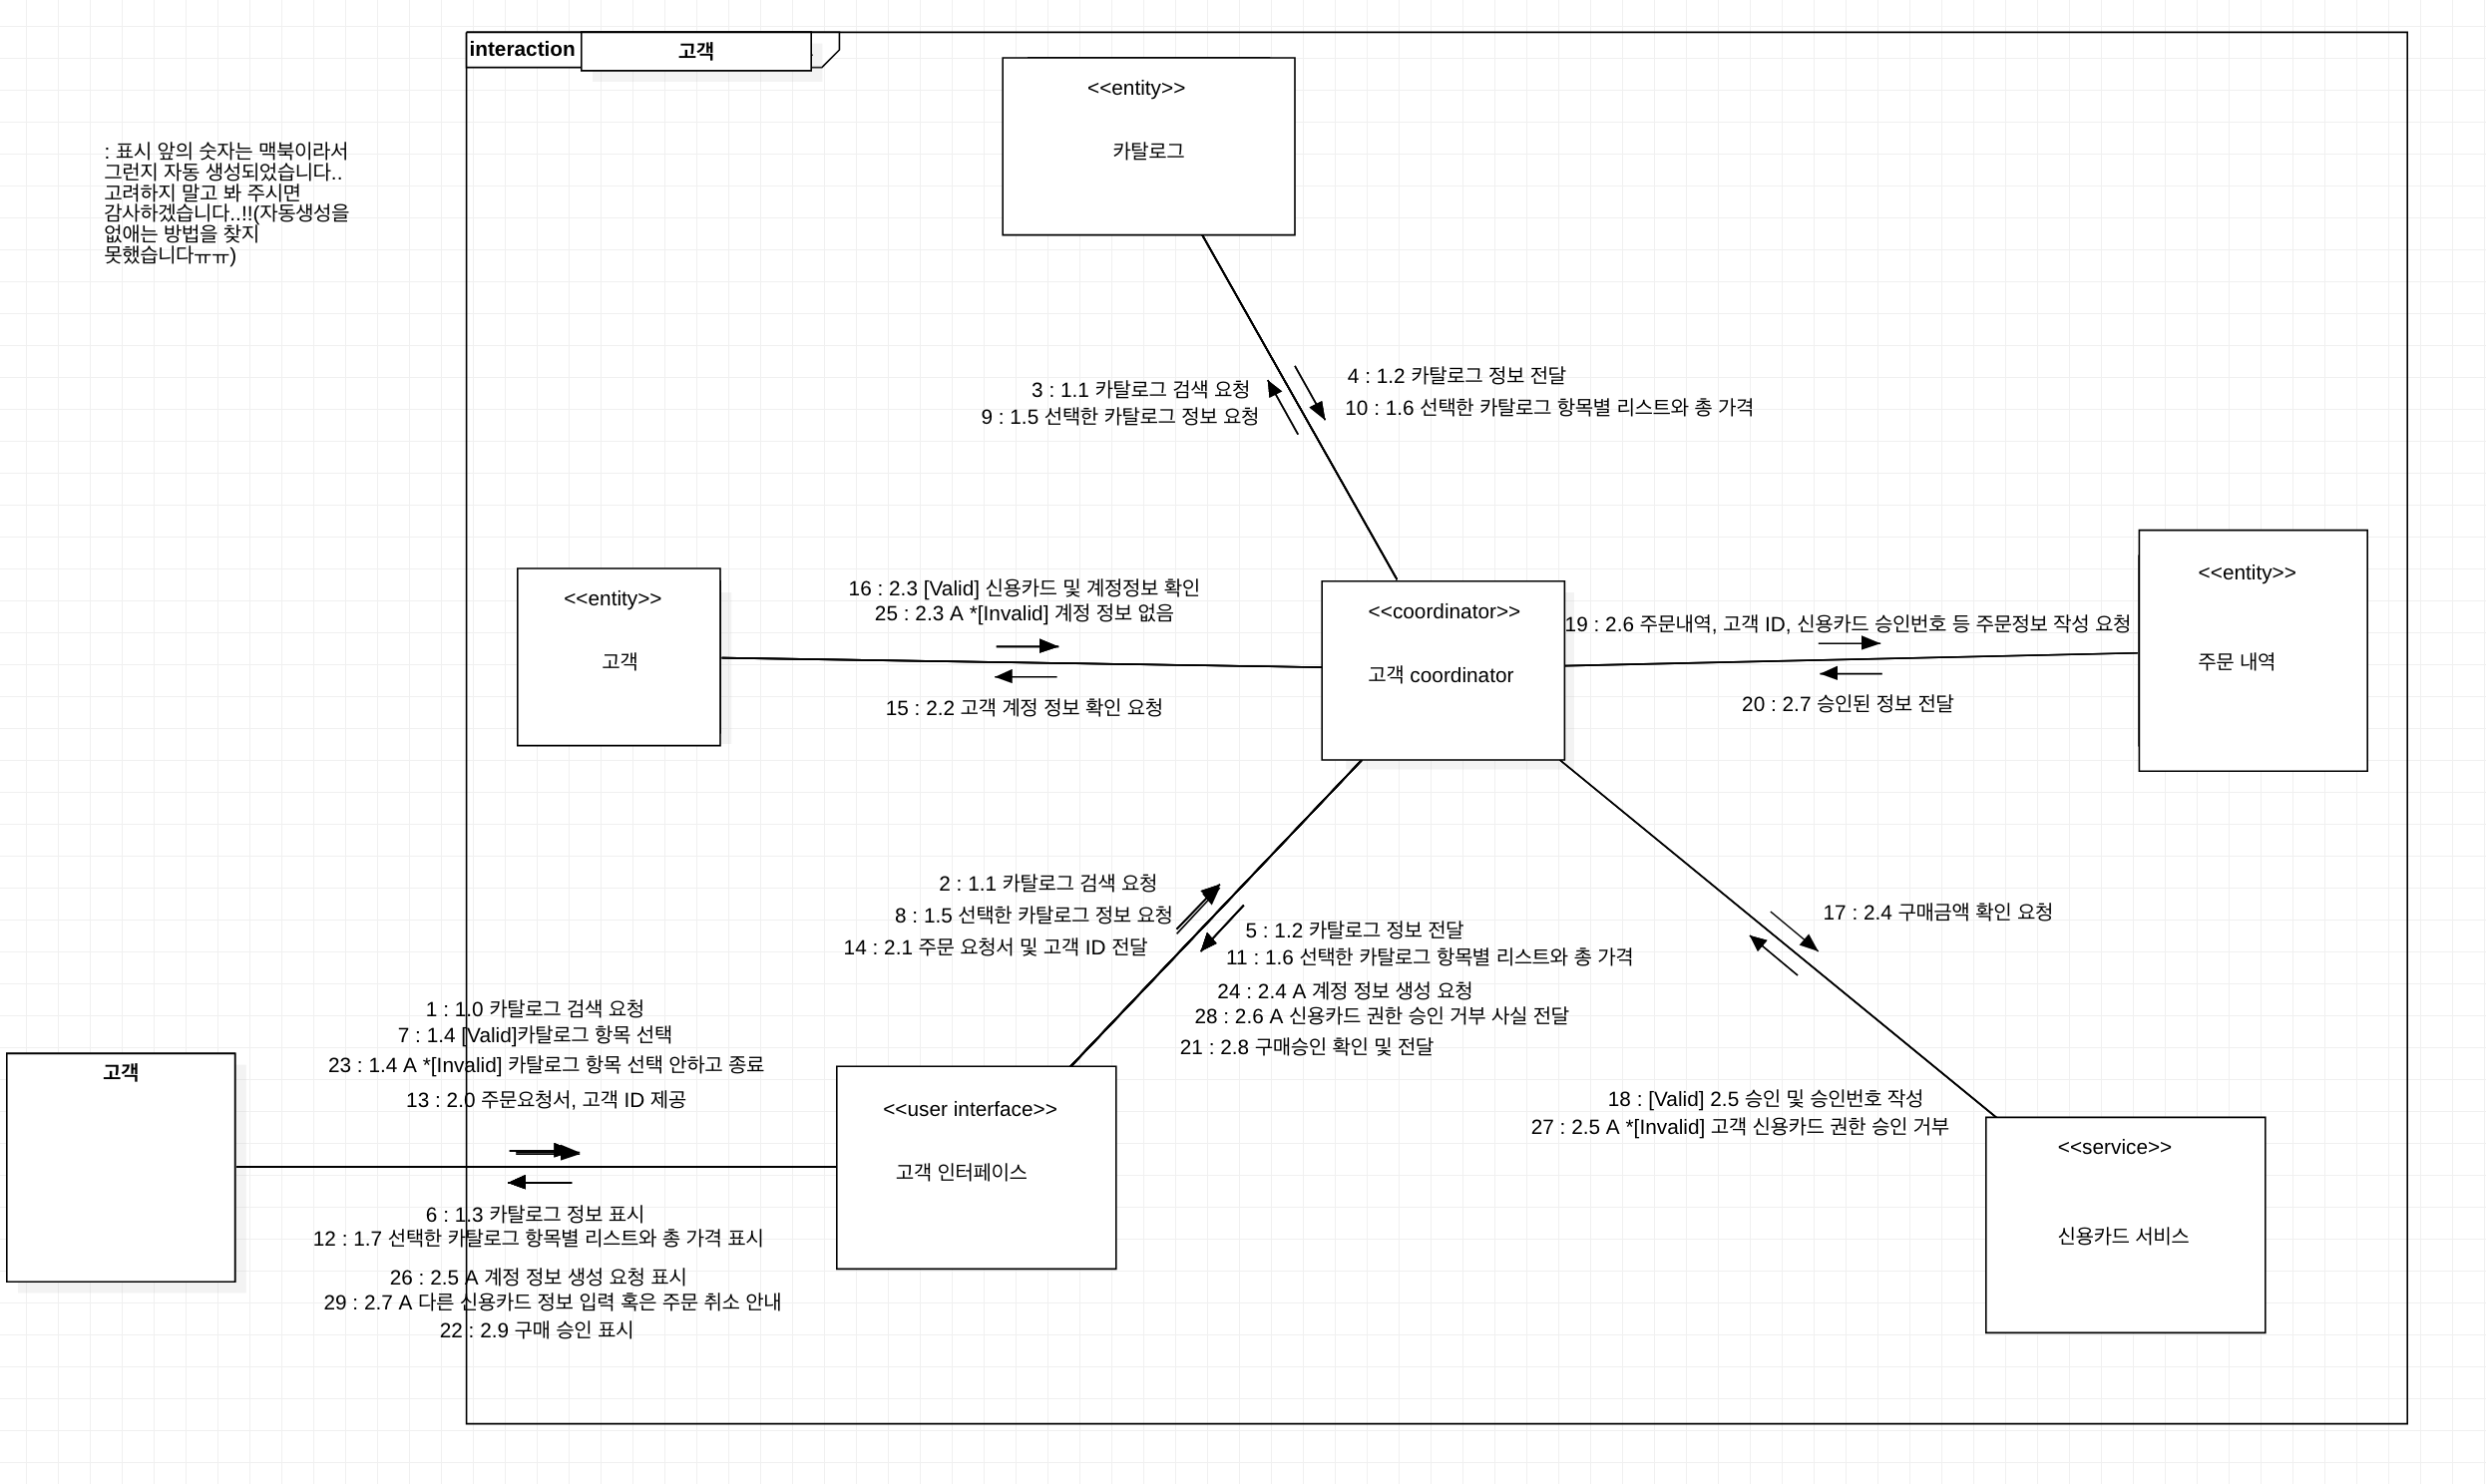 interaction
고객
<<entity>>
카탈로그
: 표시 앞의 숫자는 맥북이라서
그런지 자동 생성되었습니다..
고려하지 말고 봐 주시면
감사하겠습니다..!!(자동생성을
없애는 방법을 찾지
못했습니다ㅠㅠ)
3 : 1.1 카탈로그 검색 요청
9 : 1.5 선택한 카탈로그 정보 요청
4 : 1.2 카탈로그 정보 전달
10 : 1.6 선택한 카탈로그 항목별 리스트와 총 가격
<<entity>>
고객
16 : 2.3 [Valid] 신용카드 및 계정정보 확인
25 : 2.3 A *[Invalid] 계정 정보 없음
15 : 2.2 고객 계정 정보 확인 요청
<<coordinator>>
고객 coordinator
19 : 2.6 주문내역, 고객 ID, 신용카드 승인번호 등 주문정보 작성 요청
20 : 2.7 승인된 정보 전달
<<entity>>
주문 내역
2 : 1.1 카탈로그 검색 요청
8 : 1.5 선택한 카탈로그 정보 요청
14 : 2.1 주문 요청서 및 고객 ID 전달
5 : 1.2 카탈로그 정보 전달
11 : 1.6 선택한 카탈로그 항목별 리스트와 총 가격
24 : 2.4 A 계정 정보 생성 요청
28 : 2.6 A 신용카드 권한 승인 거부 사실 전달
21 : 2.8 구매승인 확인 및 전달
17 : 2.4 구매금액 확인 요청
18 : [Valid] 2.5 승인 및 승인번호 작성
27 : 2.5 A *[Invalid] 고객 신용카드 권한 승인 거부
1 : 1.0 카탈로그 검색 요청
7 : 1.4 [Valid]카탈로그 항목 선택
23 : 1.4 A *[Invalid] 카탈로그 항목 선택 안하고 종료
13 : 2.0 주문요청서, 고객 ID 제공
고객
<<user interface>>
고객 인터페이스
<<service>>
신용카드 서비스
6 : 1.3 카탈로그 정보 표시
12 : 1.7 선택한 카탈로그 항목별 리스트와 총 가격 표시
26 : 2.5 A 계정 정보 생성 요청 표시
29 : 2.7 A 다른 신용카드 정보 입력 혹은 주문 취소 안내
22 : 2.9 구매 승인 표시